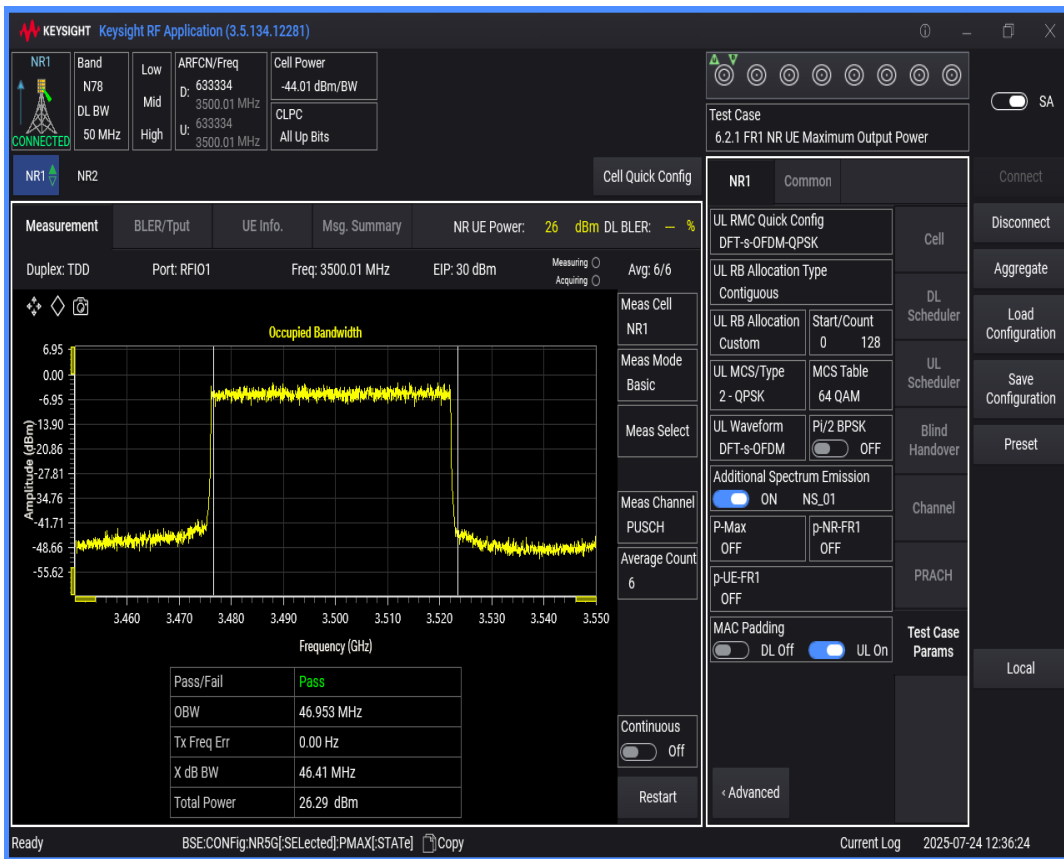 KEYSIGHT Keysight RF Application (3.5.134.12281)
NR1
CONNECTED
Band
N78
DL BW
50 MHz
Low
Mid
High
ARFCN/Freq
D: 633334
3500.01 MHz
U: 633334
3500.01 MHz
Cell Power
-44.01 dBm/BW
CLPC
All Up Bits
Test Case
6.2.1 FR1 NR UE Maximum Output Power
SA
NR1 NR2
Cell Quick Config
Measurement BLER/Tput UE Info. Msg. Summary NR UE Power: 26 dBm DL BLER: -- %
Duplex: TDD Port: RFIO1 Freq: 3500.01 MHz EIP: 30 dBm Measuring Acquiring Avg: 6/6
Occupied Bandwidth
Amplitude (dBm)
6.95
0.00
-6.95
-13.90
-20.86
-27.81
-34.76
-41.71
-48.66
-55.62
3.460 3.470 3.480 3.490 3.500 3.510 3.520 3.530 3.540 3.550
Frequency (GHz)
Pass/Fail Pass
OBW 46.953 MHz
Tx Freq Err 0.00 Hz
X dB BW 46.41 MHz
Total Power 26.29 dBm
Meas Cell
NR1
Meas Mode
Basic
Meas Select
Meas Channel
PUSCH
Average Count
6
Continuous
Off
Restart
NR1 Common
UL RMC Quick Config
DFT-s-OFDM-QPSK
UL RB Allocation Type
Contiguous
UL RB Allocation
Custom
Start/Count
0 128
UL MCS/Type
2 - QPSK
MCS Table
64 QAM
UL Waveform
DFT-s-OFDM
Pi/2 BPSK
OFF
Additional Spectrum Emission
ON NS_01
P-Max
OFF
p-NR-FR1
OFF
p-UE-FR1
OFF
MAC Padding
DL Off UL On
‹ Advanced
Cell
DL
Scheduler
UL
Scheduler
Blind
Handover
Channel
PRACH
Test Case
Params
Connect
Disconnect
Aggregate
Load
Configuration
Save
Configuration
Preset
Local
Ready BSE:CONFig:NR5G[:SELected]:PMAX[:STATe] Copy Current Log 2025-07-24 12:36:24